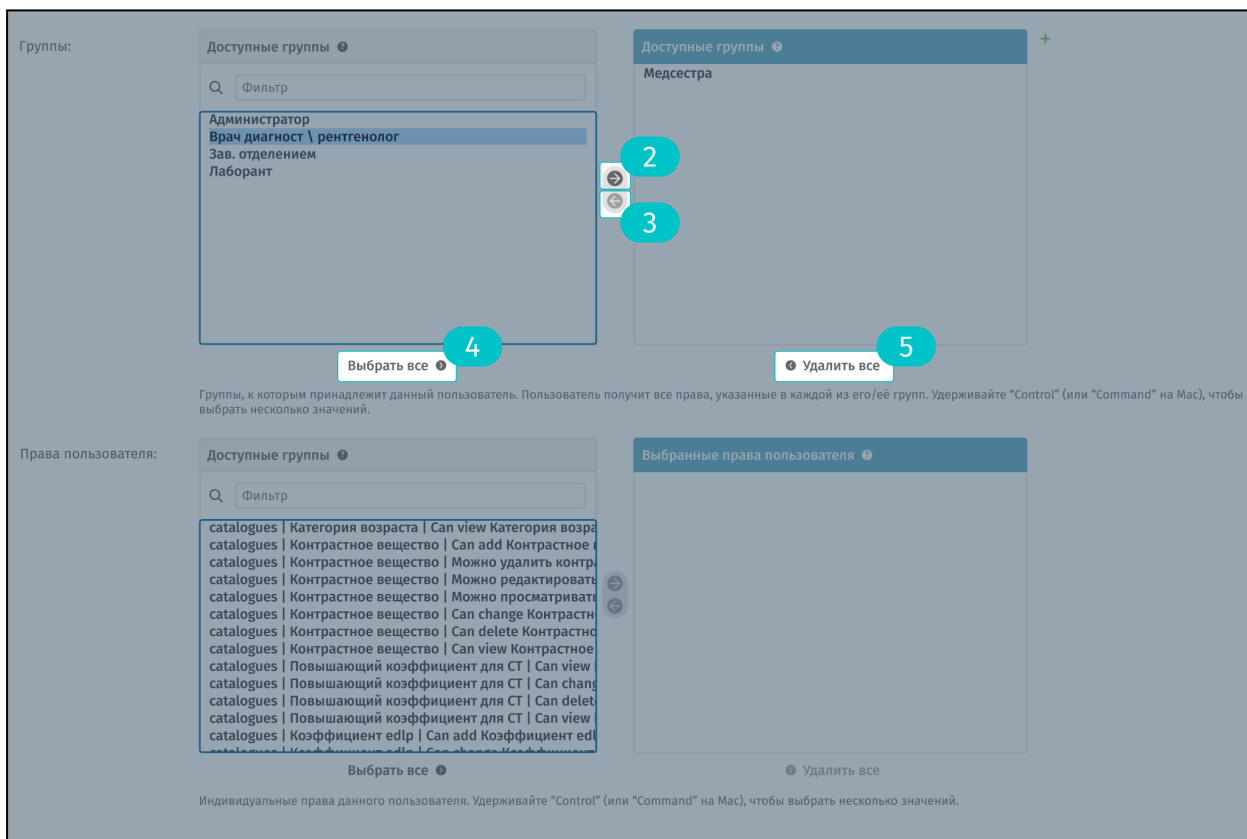 Группы:
Доступные группы
Доступные группы
+
Фильтр
Медсестра
Администратор
Врач диагност \ рентгенолог
Зав. отделением
Лаборант
2
3
4
5
Выбрать все
Удалить все
Группы, к которым принадлежит данный пользователь. Пользователь получит все права, указанные в каждой из его/её групп. Удерживайте “Control” (или “Command” на Mac), чтобы
выбрать несколько значений.
Права пользователя:
Доступные группы
Выбранные права пользователя
Фильтр
catalogues | Категория возраста | Can view Категория возра
catalogues | Контрастное вещество | Can add Контрастное
catalogues | Контрастное вещество | Можно удалить контра
catalogues | Контрастное вещество | Можно редактировать
catalogues | Контрастное вещество | Можно просматривать
catalogues | Контрастное вещество | Can change Контрастн
catalogues | Контрастное вещество | Can delete Контрастно
catalogues | Контрастное вещество | Can view Контрастное
catalogues | Повышающий коэффициент для СТ | Can view
catalogues | Повышающий коэффициент для СТ | Can chang
catalogues | Повышающий коэффициент для СТ | Can delet
catalogues | Повышающий коэффициент для СТ | Can view
catalogues | Коэффициент edlp | Can add Коэффициент edl
Выбрать все
Удалить все
Индивидуальные права данного пользователя. Удерживайте “Control” (или “Command” на Mac), чтобы выбрать несколько значений.